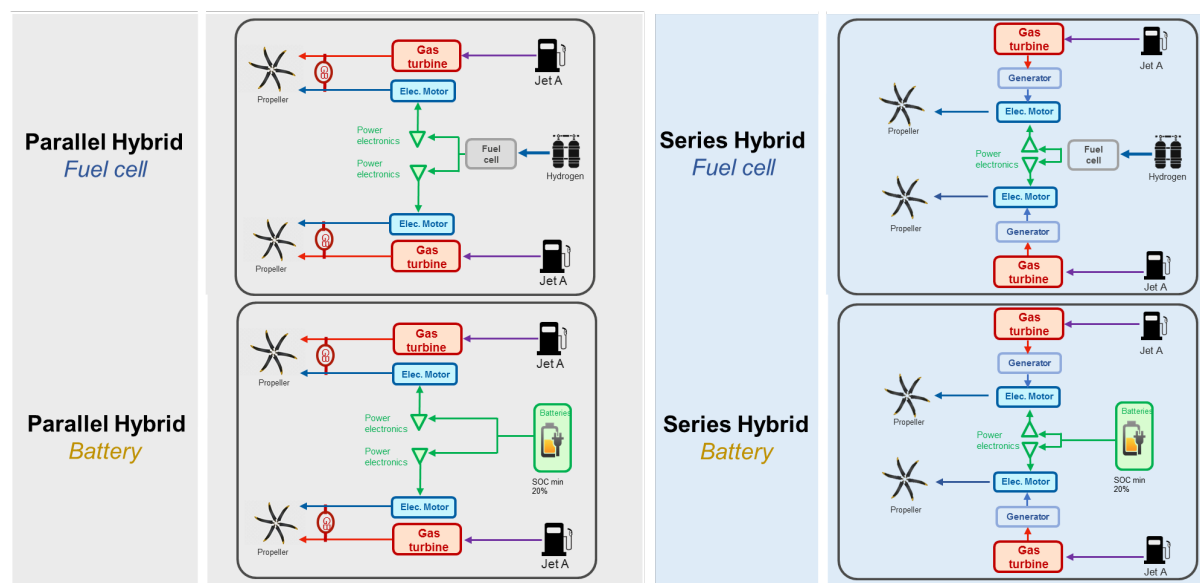 Parallel Hybrid
Fuel cell
Gas
turbine
Jet A
GB
Elec. Motor
Propeller
Power
electronics
Fuel
cell
Power
electronics
Hydrogen
Elec. Motor
GB
Gas
turbine
Propeller
Jet A
Series Hybrid
Fuel cell
Gas
turbine
Jet A
Generator
Elec. Motor
Propeller
Power
electronics
Fuel
cell
Hydrogen
Elec. Motor
Propeller
Generator
Gas
turbine
Jet A
Parallel Hybrid
Battery
Gas
turbine
Jet A
GB
Elec. Motor
Propeller
Power
electronics
Batteries
Power
electronics
SOC min
20%
Elec. Motor
GB
Gas
turbine
Propeller
Jet A
Series Hybrid
Battery
Gas
turbine
Jet A
Generator
Elec. Motor
Propeller
Power
electronics
Batteries
SOC min
20%
Elec. Motor
Propeller
Generator
Gas
turbine
Jet A